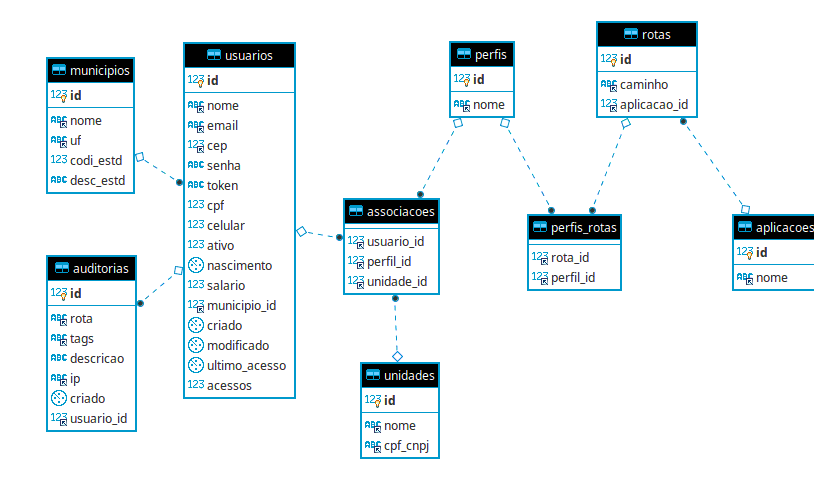 municipios
123 id
ABC nome
ABC uf
123 codi_estd
ABC desc_estd
auditorias
123 id
ABC rota
ABC tags
ABC descricao
ABC ip
criado
123 usuario_id
usuarios
123 id
ABC nome
ABC email
123 cep
ABC senha
ABC token
123 cpf
123 celular
123 ativo
nascimento
123 salario
123 municipio_id
criado
modificado
ultimo_acesso
123 acessos
perfis
123 id
ABC nome
associacoes
123 usuario_id
123 perfil_id
123 unidade_id
unidades
123 id
ABC nome
ABC cpf_cnpj
rotas
123 id
ABC caminho
123 aplicacao_id
perfis_rotas
123 rota_id
123 perfil_id
aplicacoes
123 id
ABC nome